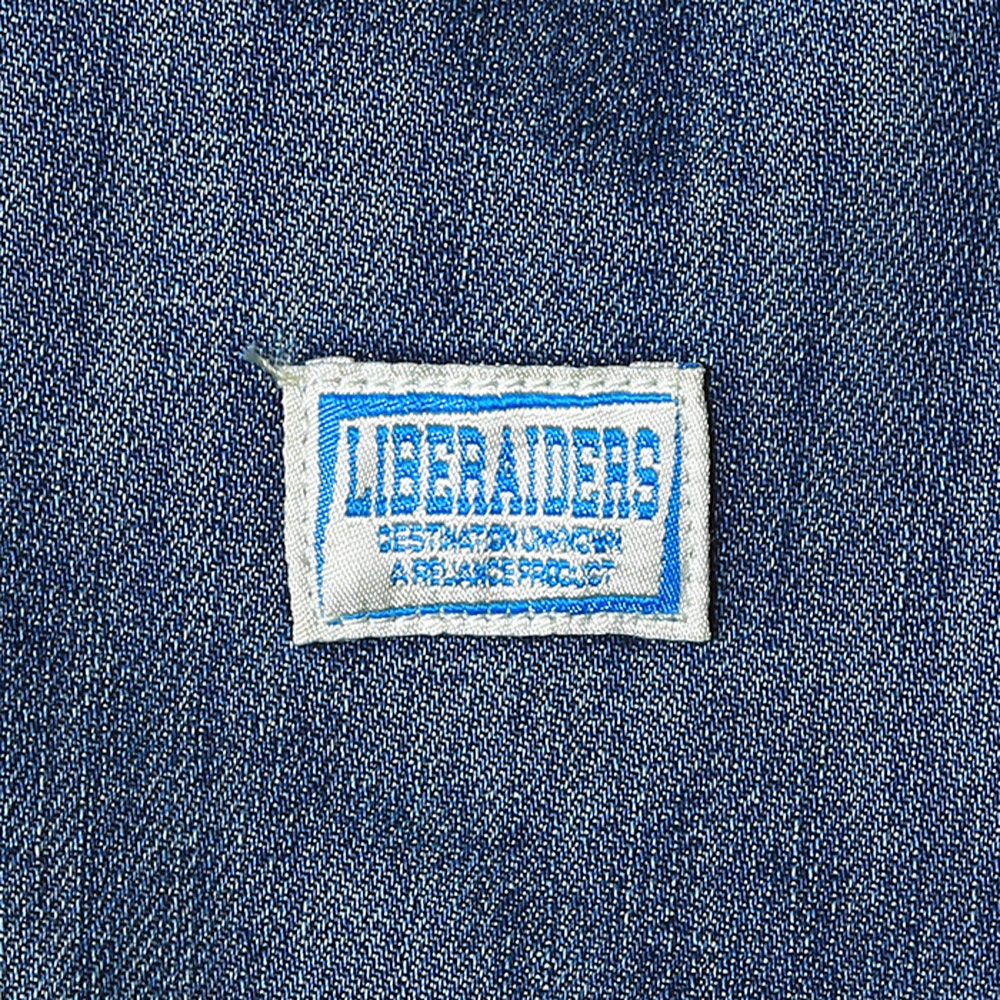 LIBERAIDERS
DESTINATION UNKNOWN
A RELIANCE PRODUCT